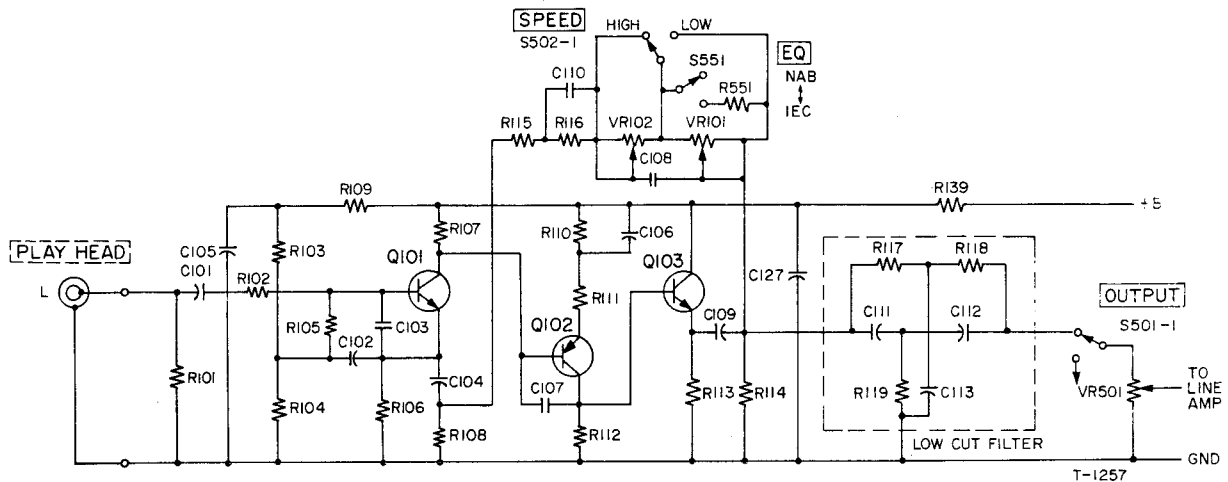 SPEED
S502-1
HIGH
LOW
S551
EQ
NAB
IEC
C110
R551
R115
R116
VR102
VR101
C108
R109
R139
+B
R107
R110
C106
PLAY HEAD
C105
C101
R103
R102
Q101
Q103
C127
R117
R118
L
R111
C109
C111
C112
OUTPUT
S501-1
R105
C103
C102
Q102
R101
C104
C107
R104
R106
R108
R112
R113
R114
R119
C113
VR501
TO
LINE
AMP
LOW CUT FILTER
GND
T-1257